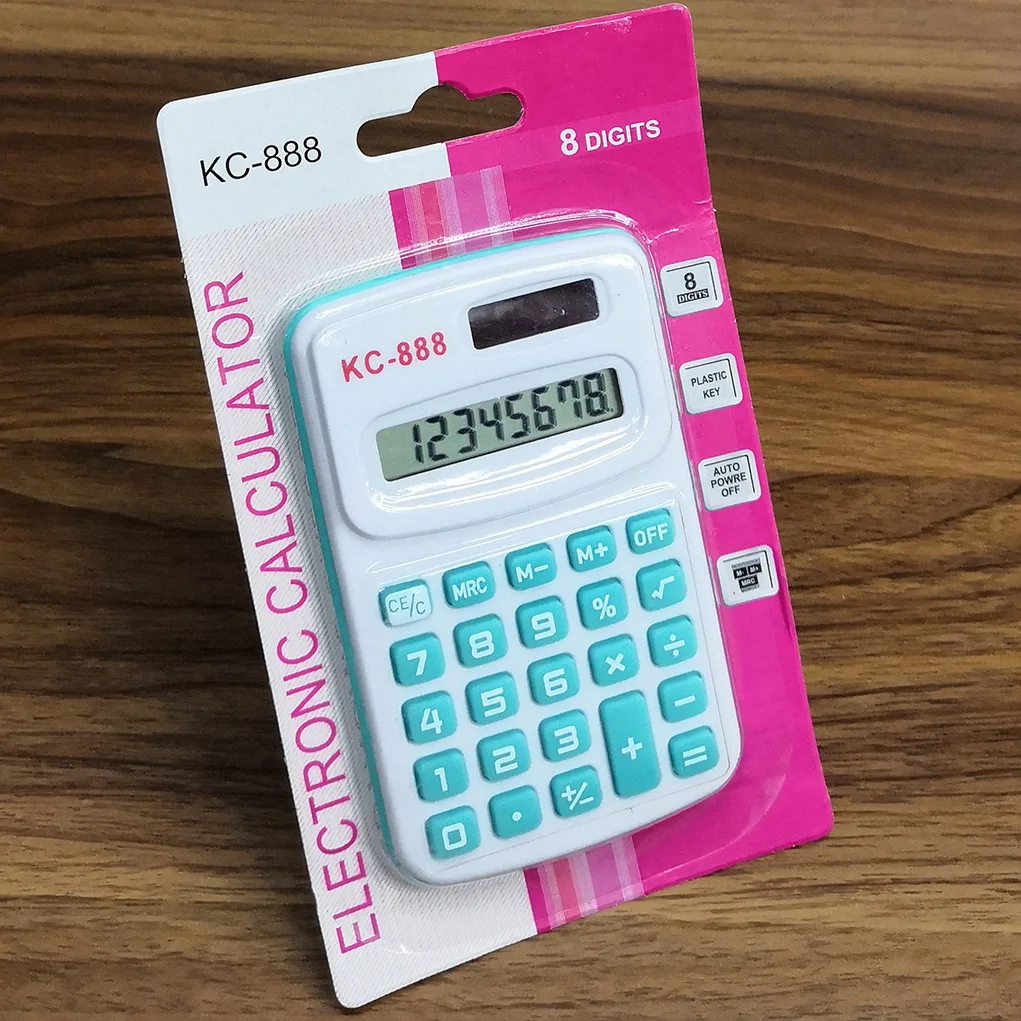 KC-888
8 DIGITS
ELECTRONIC CALCULATOR
KC-888
12345678.
8
DIGITS
PLASTIC
KEY
AUTO
POWRE
OFF
M- M+
MRC
CE/C MRC M− M+ OFF
7 8 9 % √
4 5 6 × ÷
1 2 3 + −
0 . +/− =